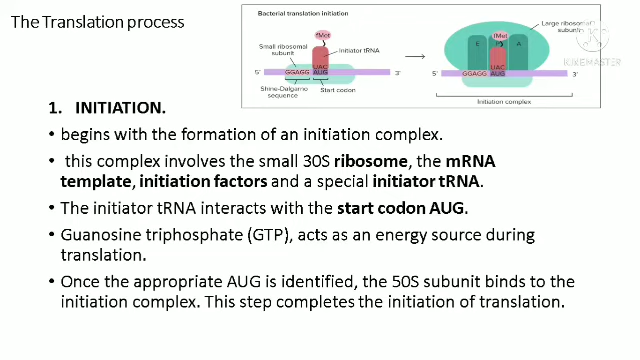 The Translation process
Bacterial translation initiation
fMet
Small ribosomal
subunit
Initiator tRNA
UAC
5'
GGAGG
AUG
3'
Shine-Dalgarno
sequence
Start codon
fMet
Large ribosomal
subunit
E
P
A
UAC
5'
GGAGG
AUG
3'
Initiation complex
KINEMASTER
1. INITIATION.
• begins with the formation of an initiation complex.
• this complex involves the small 30S ribosome, the mRNA
template, initiation factors and a special initiator tRNA.
• The initiator tRNA interacts with the start codon AUG.
• Guanosine triphosphate (GTP), acts as an energy source during
translation.
• Once the appropriate AUG is identified, the 50S subunit binds to the
initiation complex. This step completes the initiation of translation.